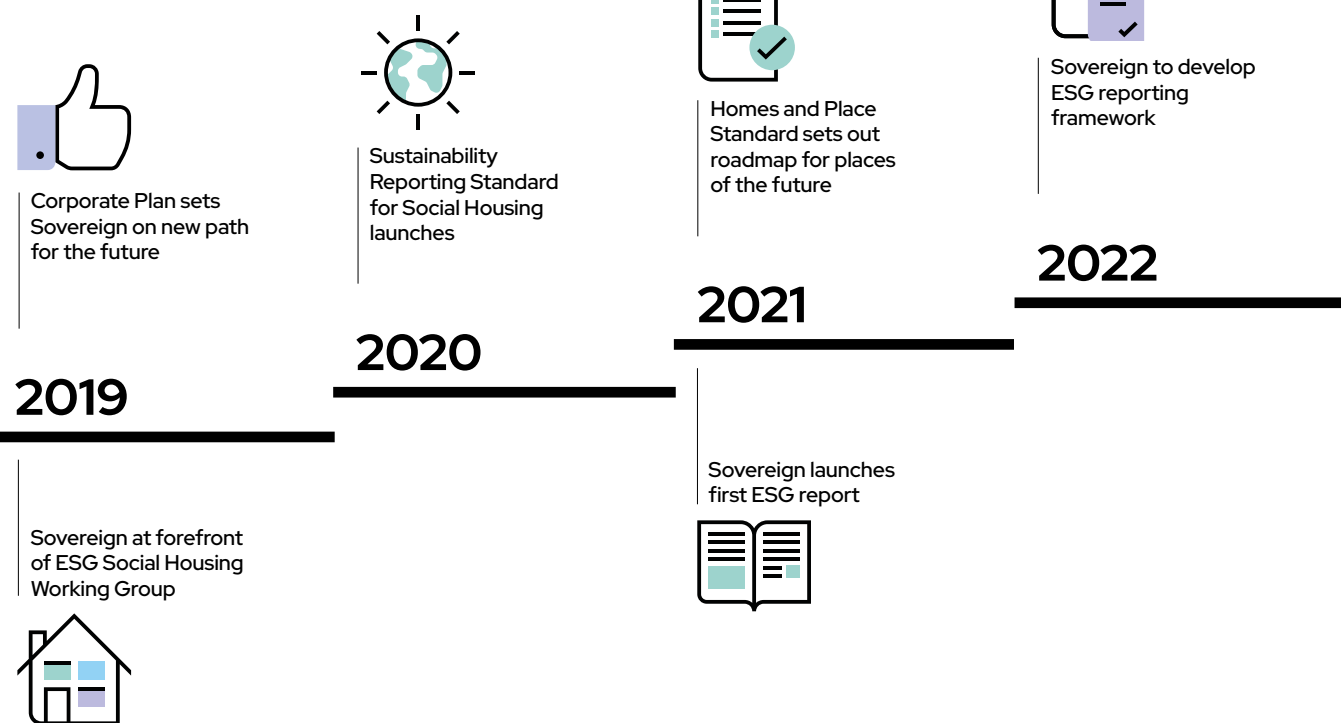 Corporate Plan sets
Sovereign on new path
for the future
2019
Sovereign at forefront
of ESG Social Housing
Working Group
Sustainability
Reporting Standard
for Social Housing
launches
2020
Homes and Place
Standard sets out
roadmap for places
of the future
2021
Sovereign launches
first ESG report
Sovereign to develop
ESG reporting
framework
2022